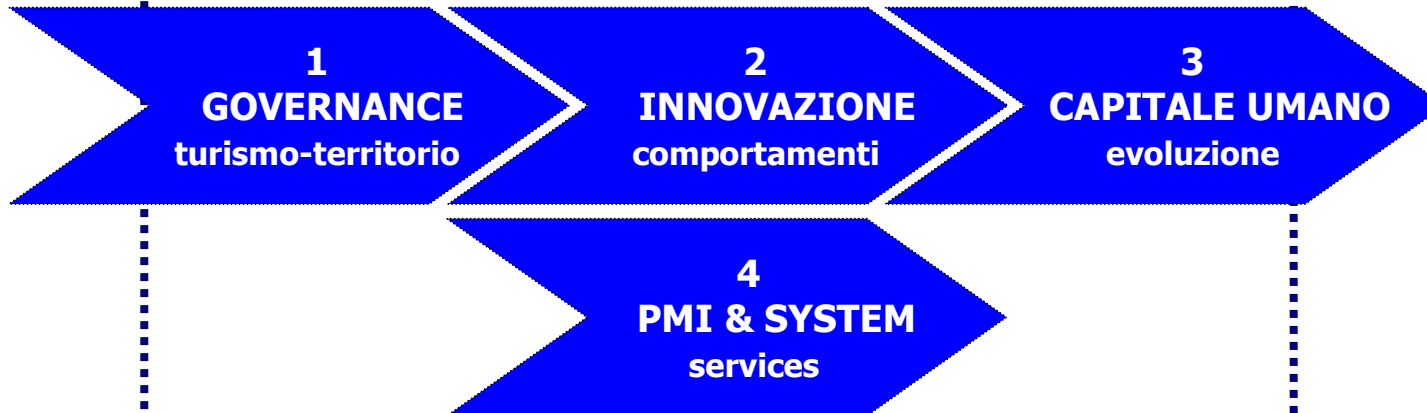 1
GOVERNANCE
turismo-territorio
2
INNOVAZIONE
comportamenti
3
CAPITALE UMANO
evoluzione
4
PMI & SYSTEM
services